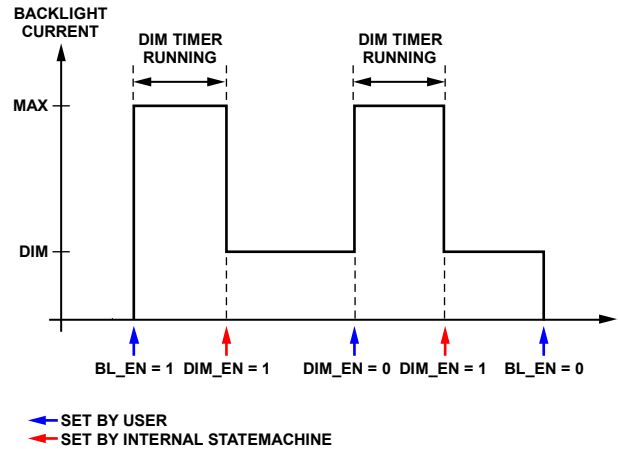 BACKLIGHT
CURRENT
DIM TIMER
RUNNING
DIM TIMER
RUNNING
MAX
DIM
BL_EN = 1
DIM_EN = 1
DIM_EN = 0
DIM_EN = 1
BL_EN = 0
SET BY USER
SET BY INTERNAL STATEMACHINE